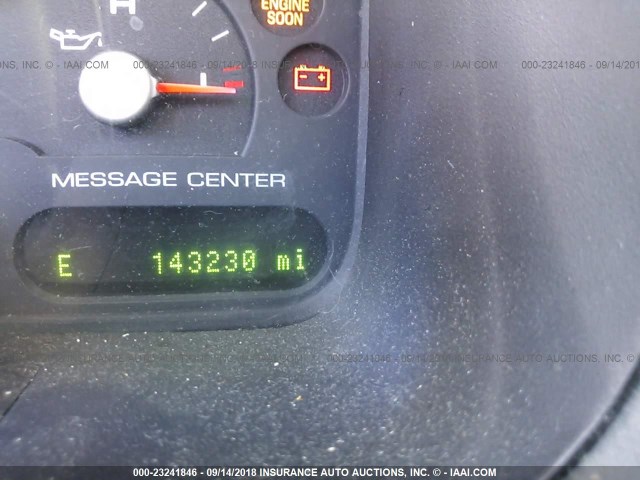 H
ENGINE
SOON
L
MESSAGE CENTER
E 143230 mi
000-23241846 - 09/14/2018 INSURANCE AUTO AUCTIONS, INC. © - IAAI.COM